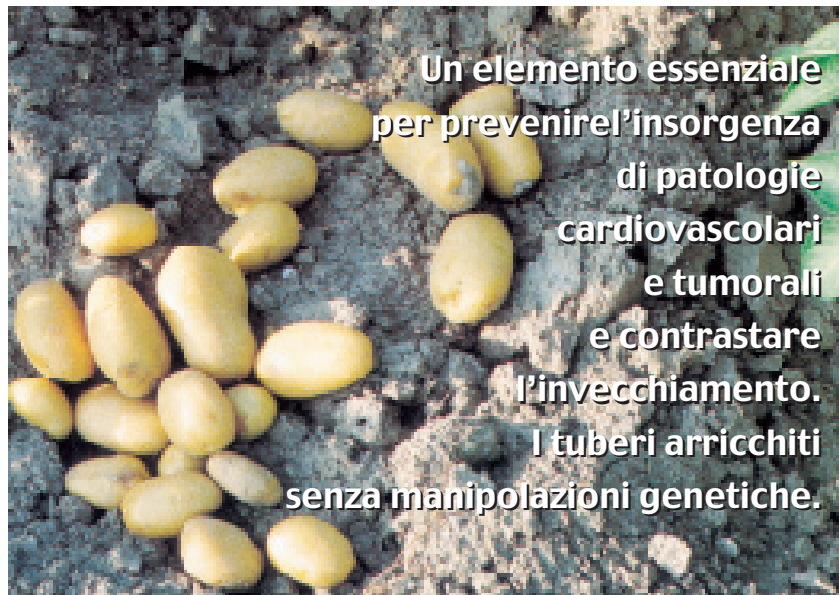 Un elemento essenziale
per prevenirel’insorgenza
di patologie
cardiovascolari
e tumorali
e contrastare
l’invecchiamento.
I tuberi arricchiti
senza manipolazioni genetiche.